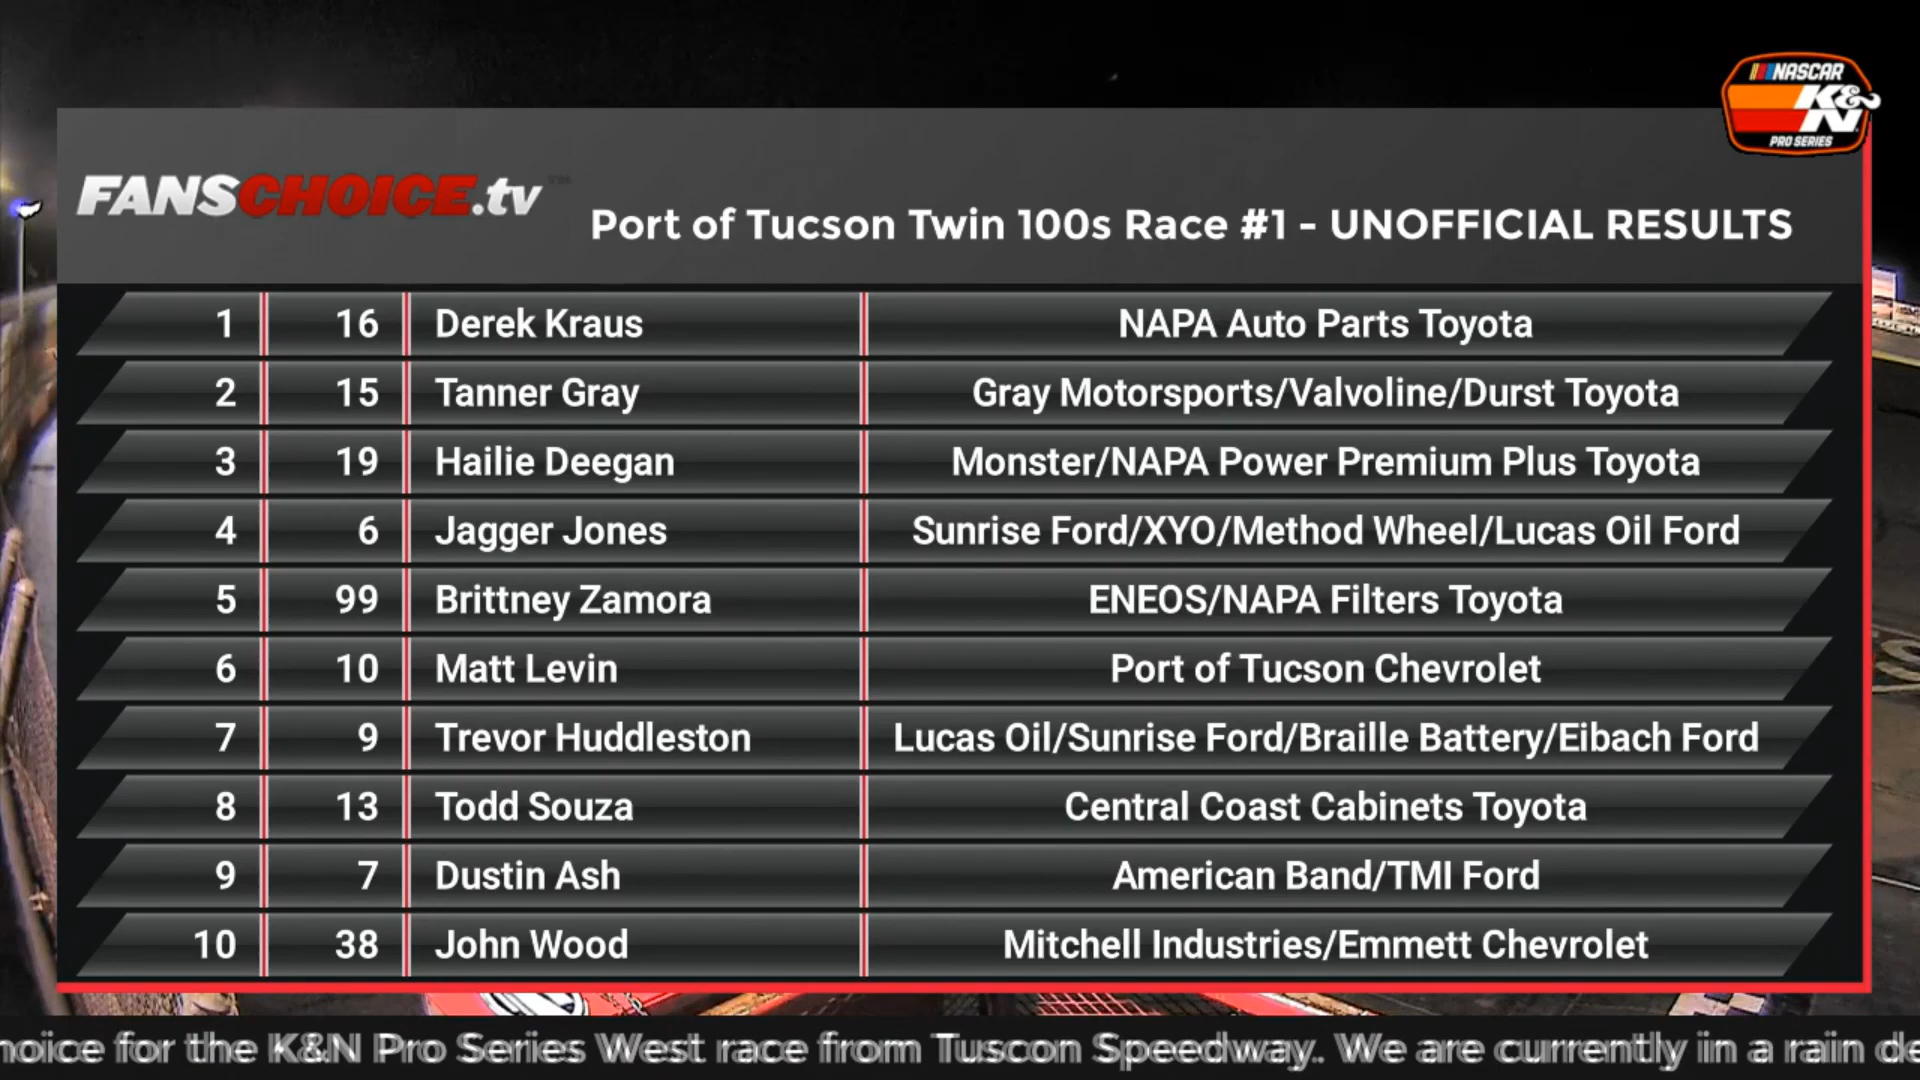 NASCAR
K&N
PRO SERIES
FANSCHOICE.tv™
Port of Tucson Twin 100s Race #1 - UNOFFICIAL RESULTS
1 16 Derek Kraus NAPA Auto Parts Toyota
2 15 Tanner Gray Gray Motorsports/Valvoline/Durst Toyota
3 19 Hailie Deegan Monster/NAPA Power Premium Plus Toyota
4 6 Jagger Jones Sunrise Ford/XYO/Method Wheel/Lucas Oil Ford
5 99 Brittney Zamora ENEOS/NAPA Filters Toyota
6 10 Matt Levin Port of Tucson Chevrolet
7 9 Trevor Huddleston Lucas Oil/Sunrise Ford/Braille Battery/Eibach Ford
8 13 Todd Souza Central Coast Cabinets Toyota
9 7 Dustin Ash American Band/TMI Ford
10 38 John Wood Mitchell Industries/Emmett Chevrolet
hoice for the K&N Pro Series West race from Tuscon Speedway. We are currently in a rain de